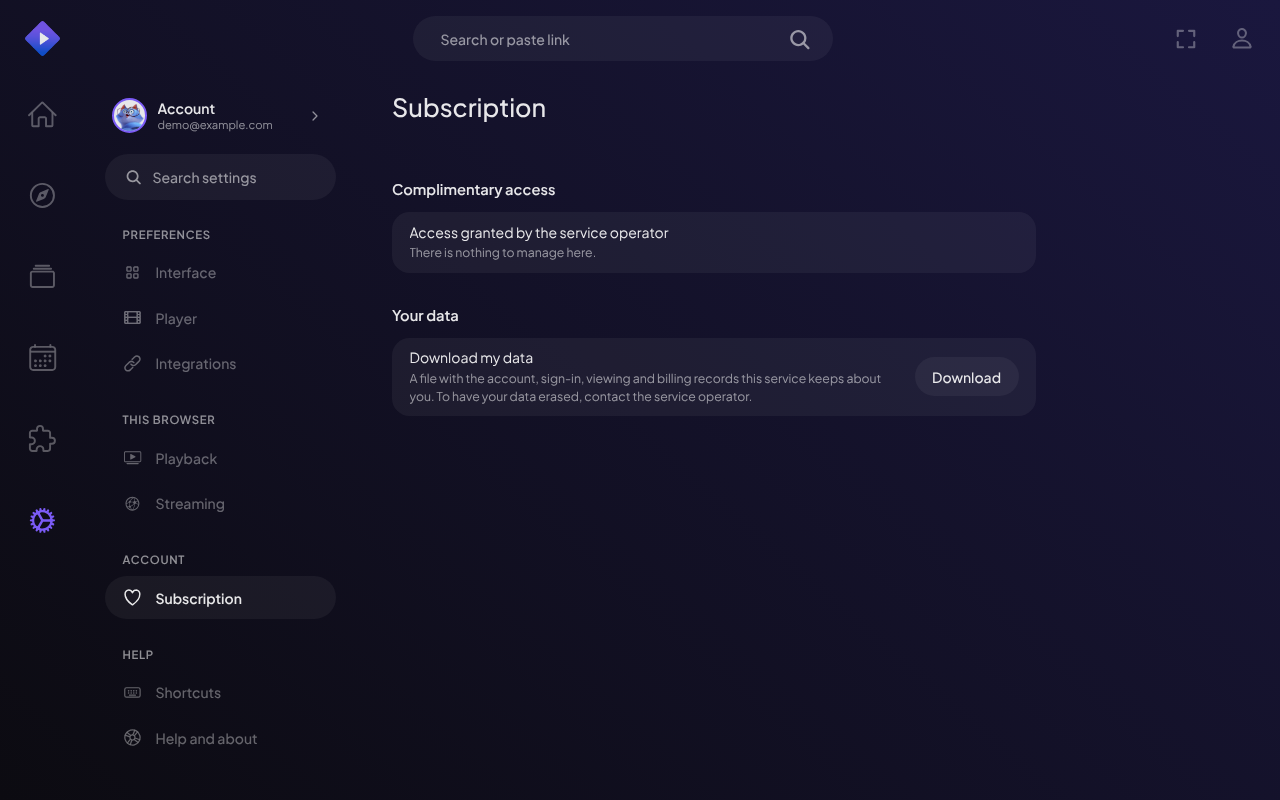 Search or paste link
Account
demo@example.com
Search settings
PREFERENCES
Interface
Player
Integrations
THIS BROWSER
Playback
Streaming
ACCOUNT
Subscription
HELP
Shortcuts
Help and about
Subscription
Complimentary access
Access granted by the service operator
There is nothing to manage here.
Your data
Download my data
A file with the account, sign-in, viewing and billing records this service keeps about
you. To have your data erased, contact the service operator.
Download